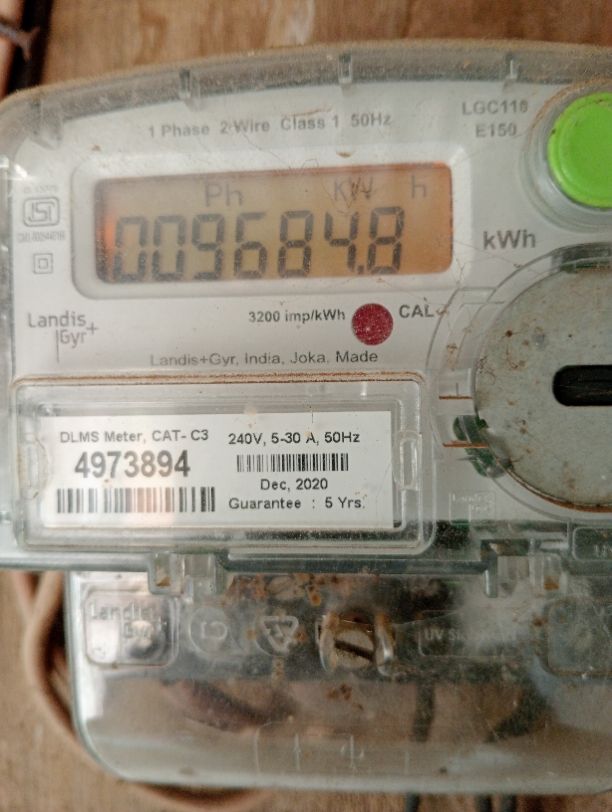 1 Phase 2 Wire Class 1 50Hz
LGC110
E150
Ph KW h
009684.8
kWh
ISI
3200 imp/kWh
CAL
Landis
Gyr+
Landis+Gyr, India, Joka, Made
DLMS Meter, CAT- C3
240V, 5-30 A, 50Hz
4973894
Dec, 2020
Guarantee : 5 Yrs.
Landis
Gyr+